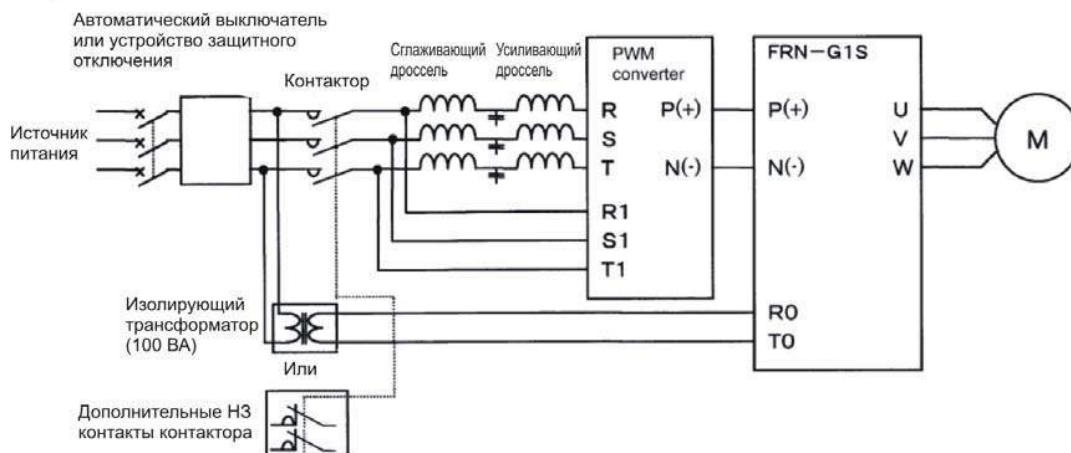 Автоматический выключатель
или устройство защитного
отключения
Контактор
Сглаживающий
дроссель
Усиливающий
дроссель
PWM
converter
FRN-G1S
Источник
питания
R
S
T
R1
S1
T1
P(+)
N(-)
P(+)
N(-)
U
V
W
M
R0
T0
Изолирующий
трансформатор
(100 ВА)
Или
Дополнительные НЗ
контакты контактора